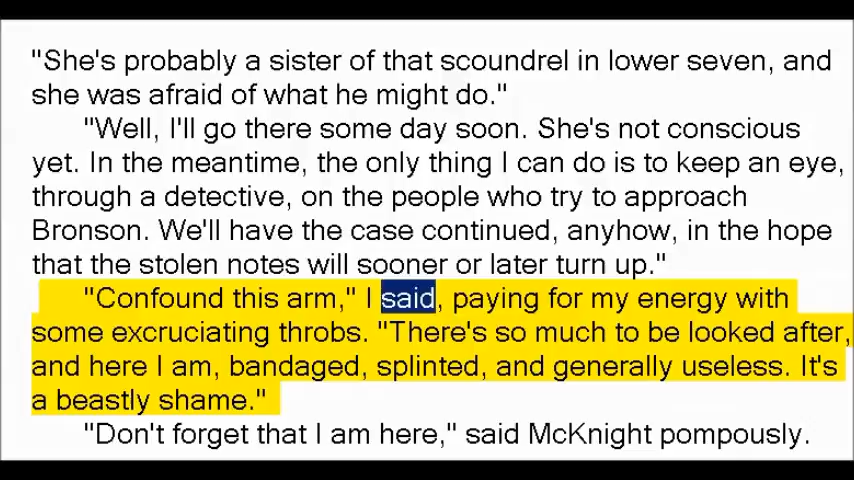 "She's probably a sister of that scoundrel in lower seven, and
she was afraid of what he might do."
"Well, I'll go there some day soon. She's not conscious
yet. In the meantime, the only thing I can do is to keep an eye,
through a detective, on the people who try to approach
Bronson. We'll have the case continued, anyhow, in the hope
that the stolen notes will sooner or later turn up."
"Confound this arm," I said, paying for my energy with
some excruciating throbs. "There's so much to be looked after,
and here I am, bandaged, splinted, and generally useless. It's
a beastly shame."
"Don't forget that I am here," said McKnight pompously.